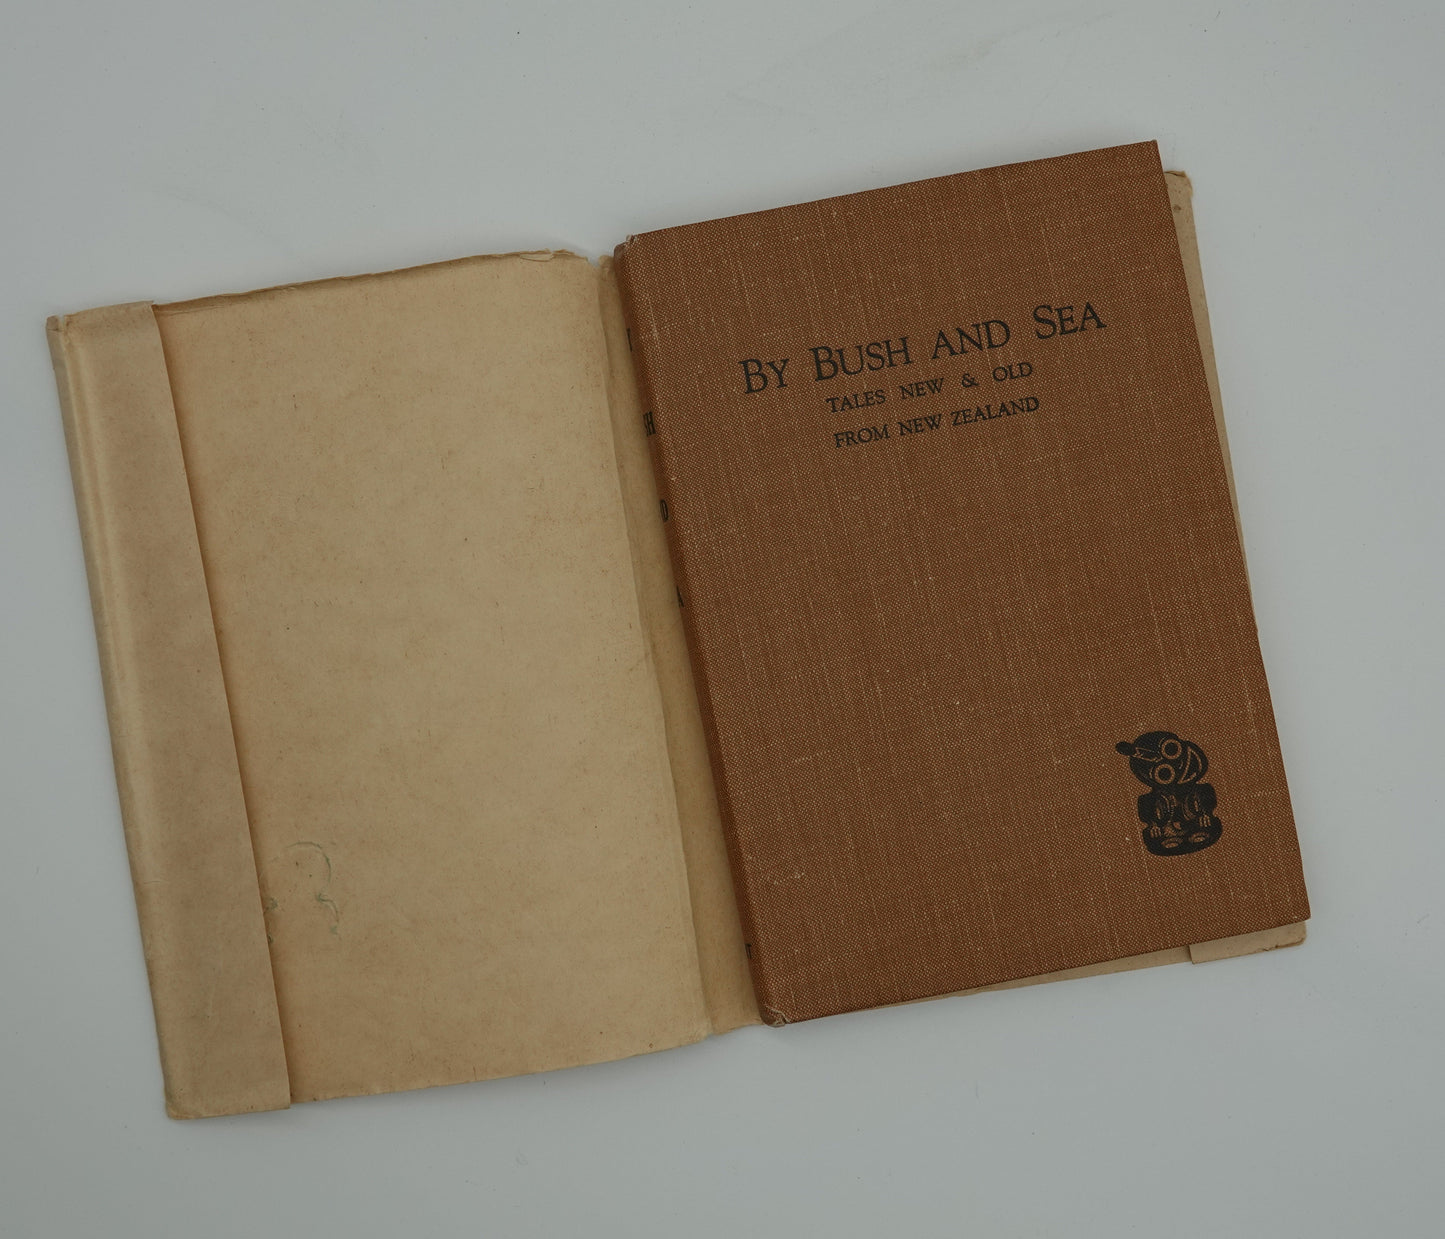 By Bush and Sea
TALES NEW & OLD
FROM NEW ZEALAND